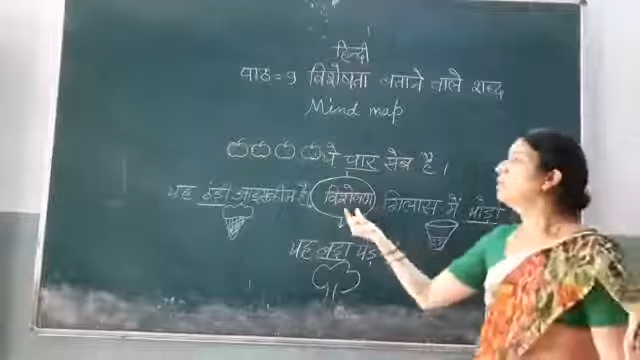 हिन्दी
पाठ = 9 विशेषता बताने वाले शब्द
Mind map
ये चार सेब हैं।
यह ठंडी आइसक्रीम है। विशेषण गिलास में थोड़ा
यह बड़ा पेड़